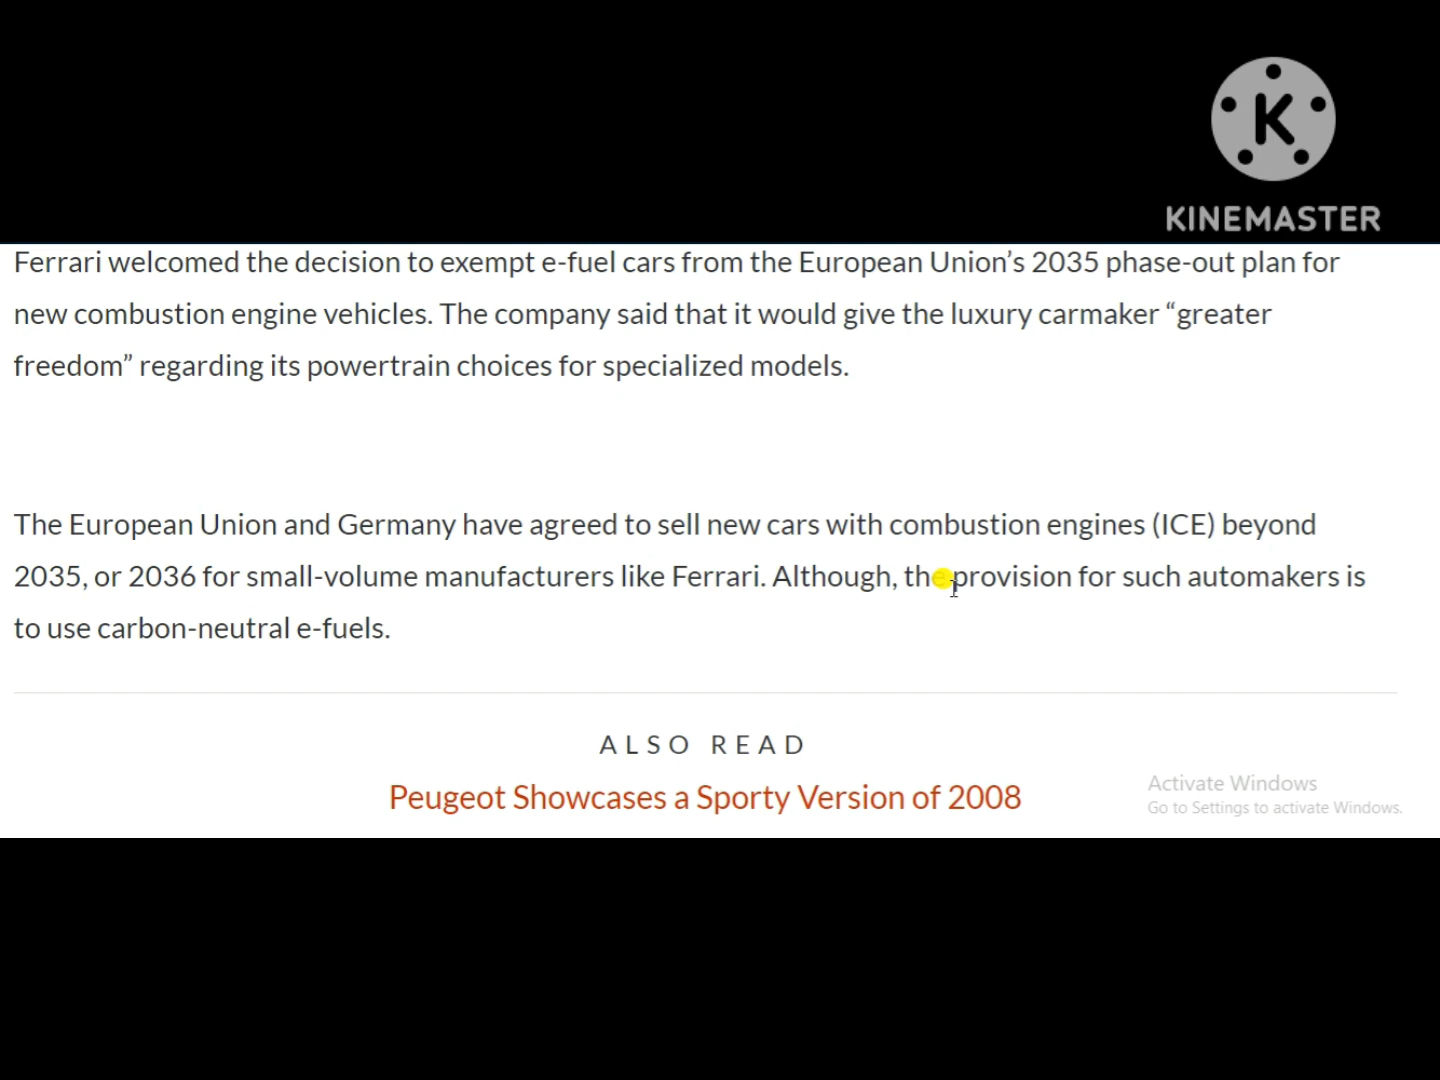 K
KINEMASTER
Ferrari welcomed the decision to exempt e-fuel cars from the European Union’s 2035 phase-out plan for
new combustion engine vehicles. The company said that it would give the luxury carmaker “greater
freedom” regarding its powertrain choices for specialized models.
The European Union and Germany have agreed to sell new cars with combustion engines (ICE) beyond
2035, or 2036 for small-volume manufacturers like Ferrari. Although, the provision for such automakers is
to use carbon-neutral e-fuels.
ALSO READ
Peugeot Showcases a Sporty Version of 2008
Activate Windows
Go to Settings to activate Windows.